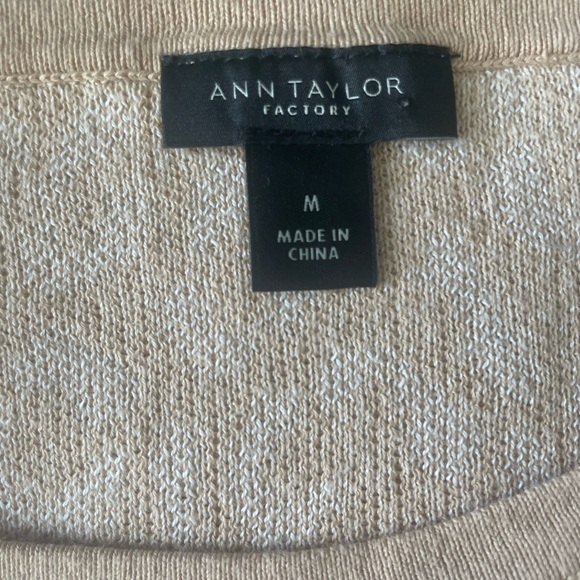 ANN TAYLOR
FACTORY
M
MADE IN
CHINA